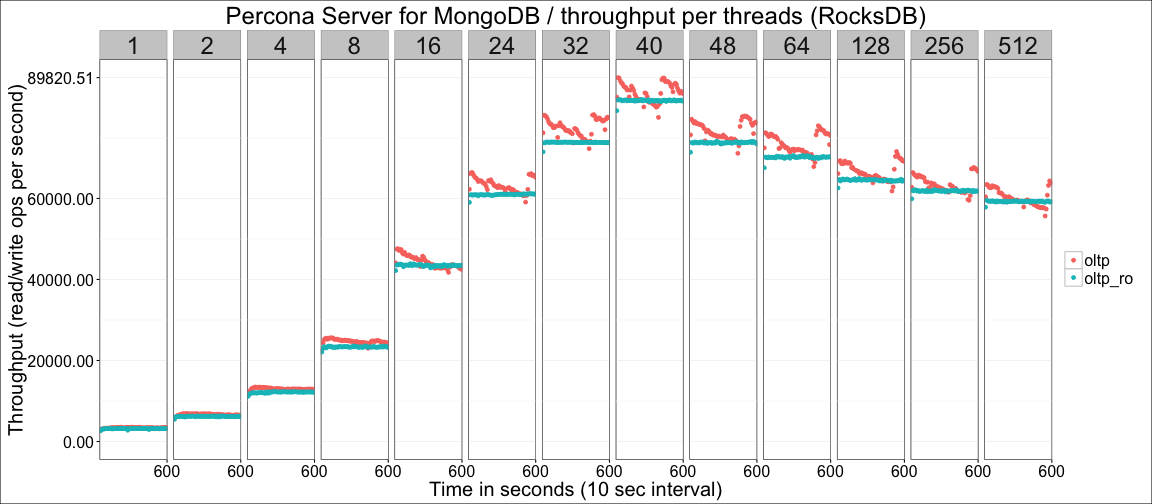 Percona Server for MongoDB / throughput per threads (RocksDB)
1 2 4 8 16 24 32 40 48 64 128 256 512
Throughput (read/write ops per second)
89820.51
60000.00
40000.00
20000.00
0.00
oltp
oltp_ro
600 600 600 600 600 600 600 600 600 600 600 600 600
Time in seconds (10 sec interval)